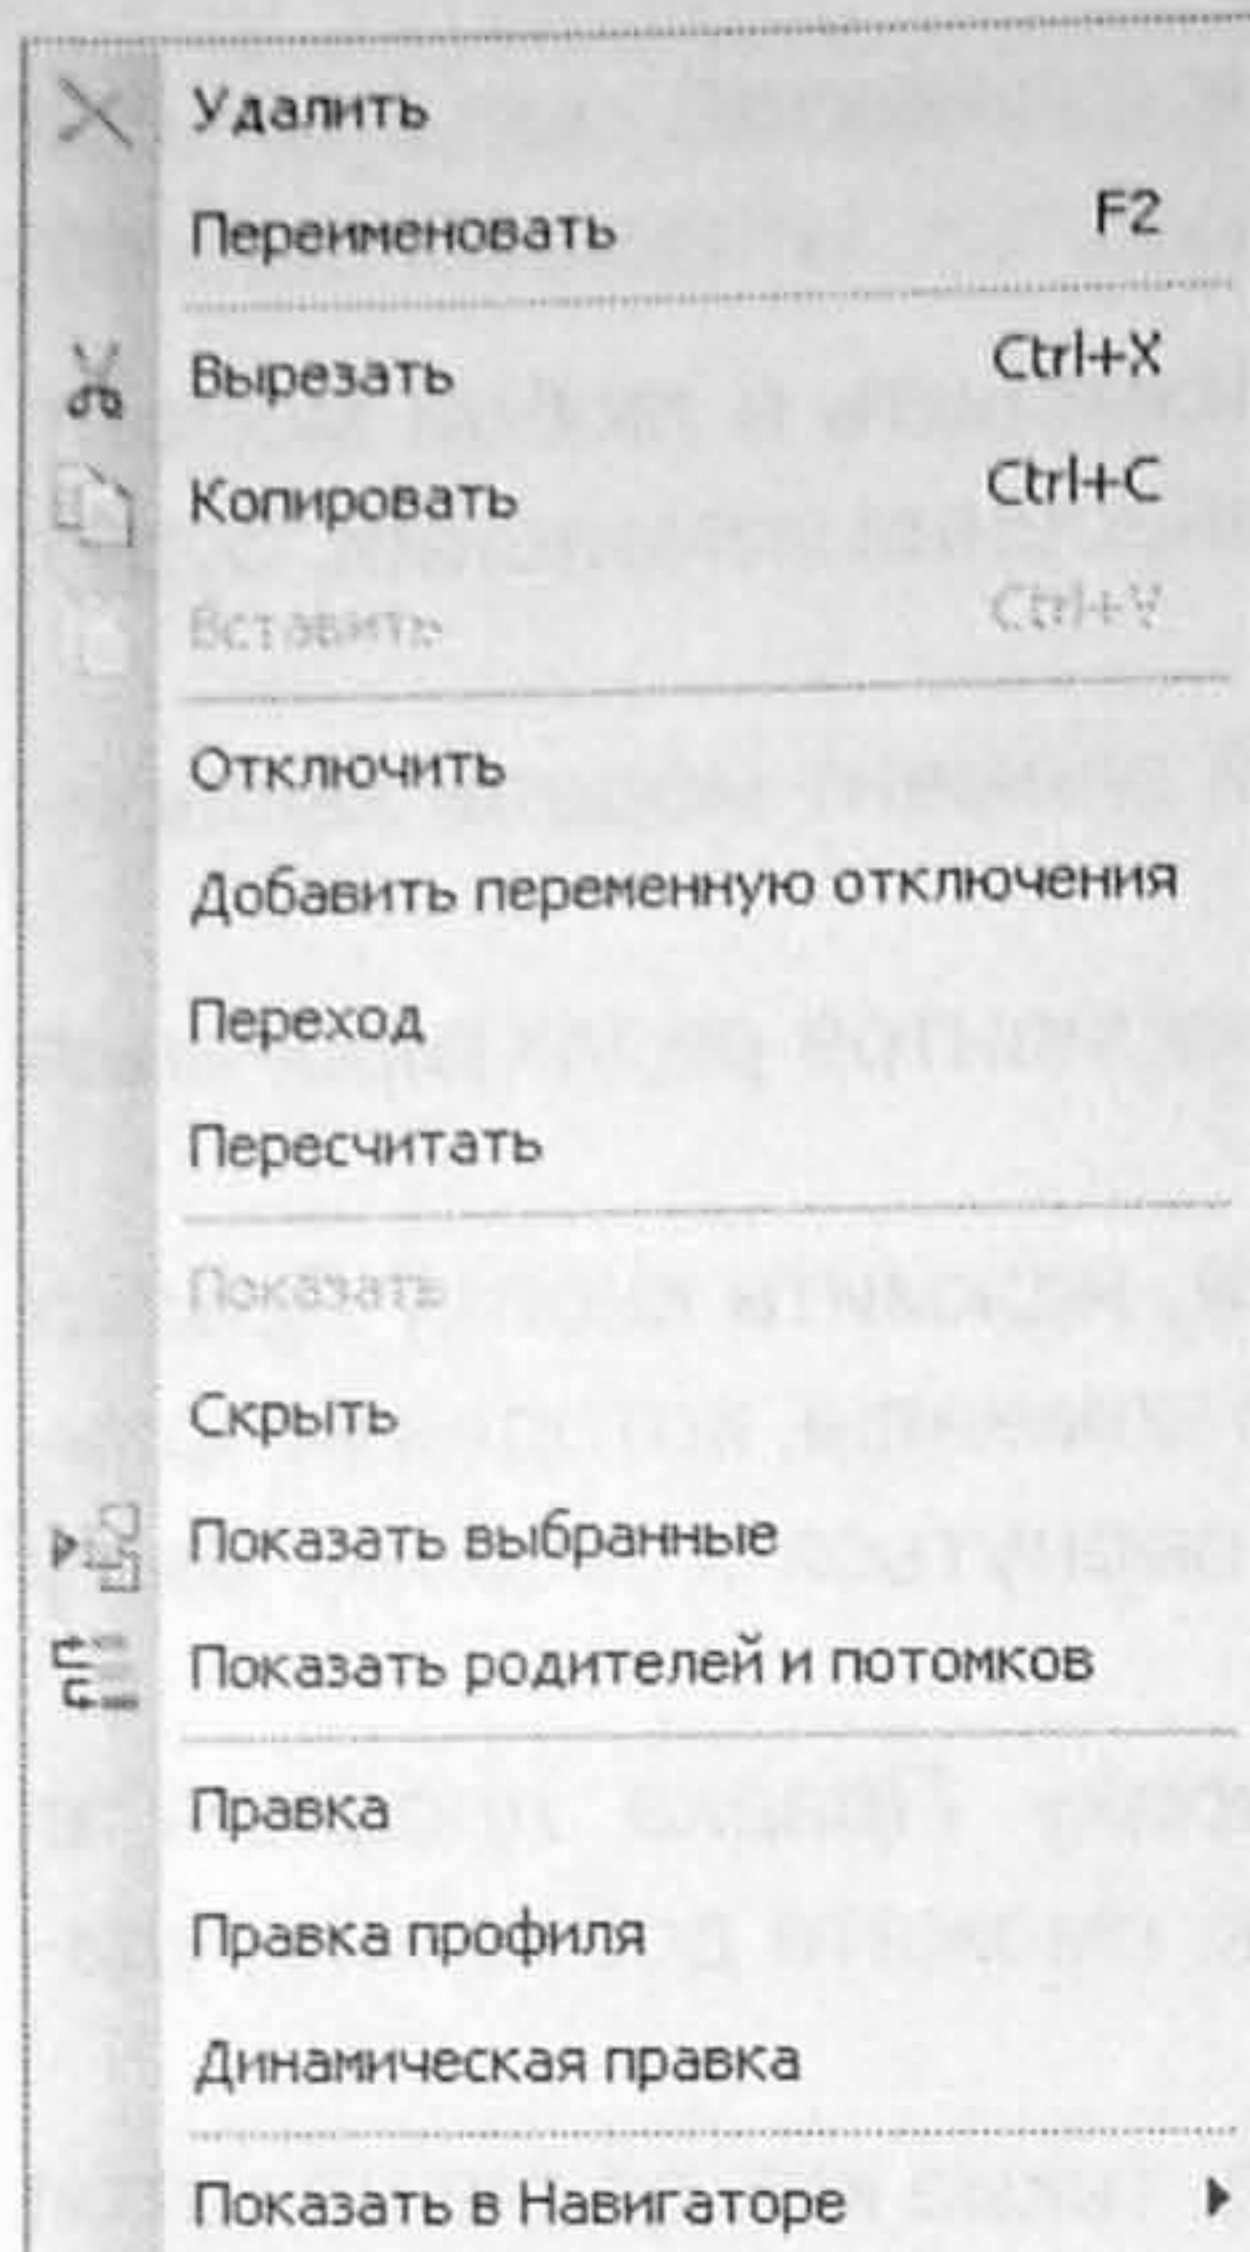 Удалить
Переименовать F2
Вырезать Ctrl+X
Копировать Ctrl+C
Вставить Ctrl+V
Отключить
Добавить переменную отключения
Переход
Пересчитать
Показать
Скрыть
Показать выбранные
Показать родителей и потомков
Правка
Правка профиля
Динамическая правка
Показать в Навигаторе